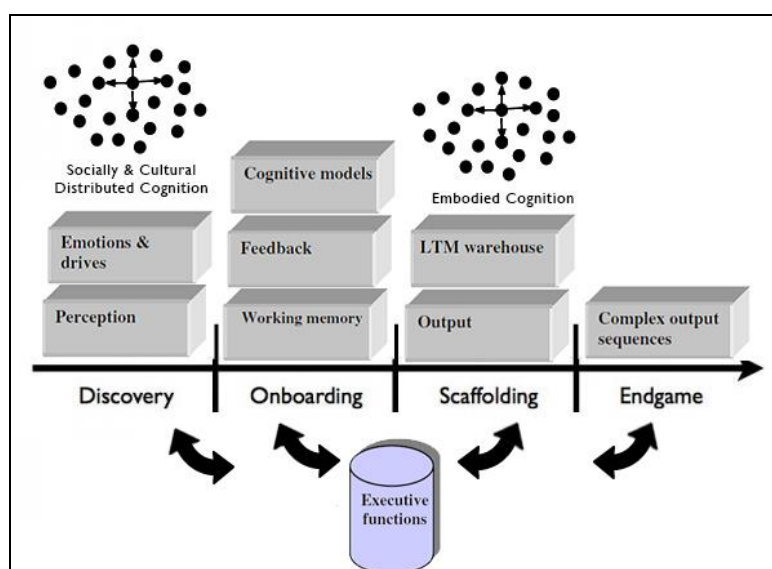 Socially & Cultural
Distributed Cognition
Emotions &
drives
Perception
Cognitive models
Feedback
Working memory
Embodied Cognition
LTM warehouse
Output
Complex output
sequences
Discovery
Onboarding
Scaffolding
Endgame
Executive
functions